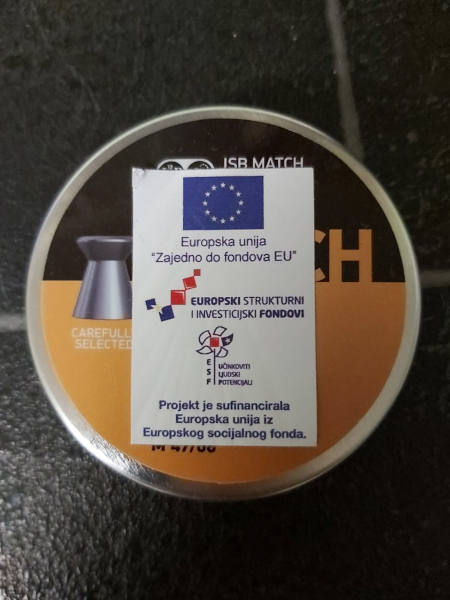 JSB MATCH
CH
CAREFULL
SELECTED
Europska unija
"Zajedno do fondova EU"
EUROPSKI STRUKTURNI
I INVESTICIJSKI FONDOVI
E S F
UČINKOVITI
LJUDSKI
POTENCIJALI
Projekt je sufinancirala
Europska unija iz
Europskog socijalnog fonda.